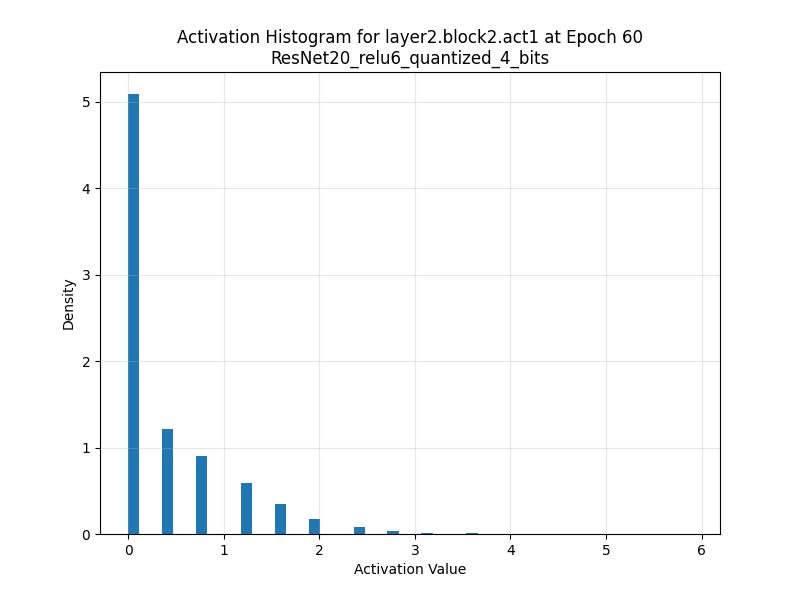 Activation Histogram for layer2.block2.act1 at Epoch 60
ResNet20_relu6_quantized_4_bits
5
4
3
2
1
0
Density
0 1 2 3 4 5 6
Activation Value